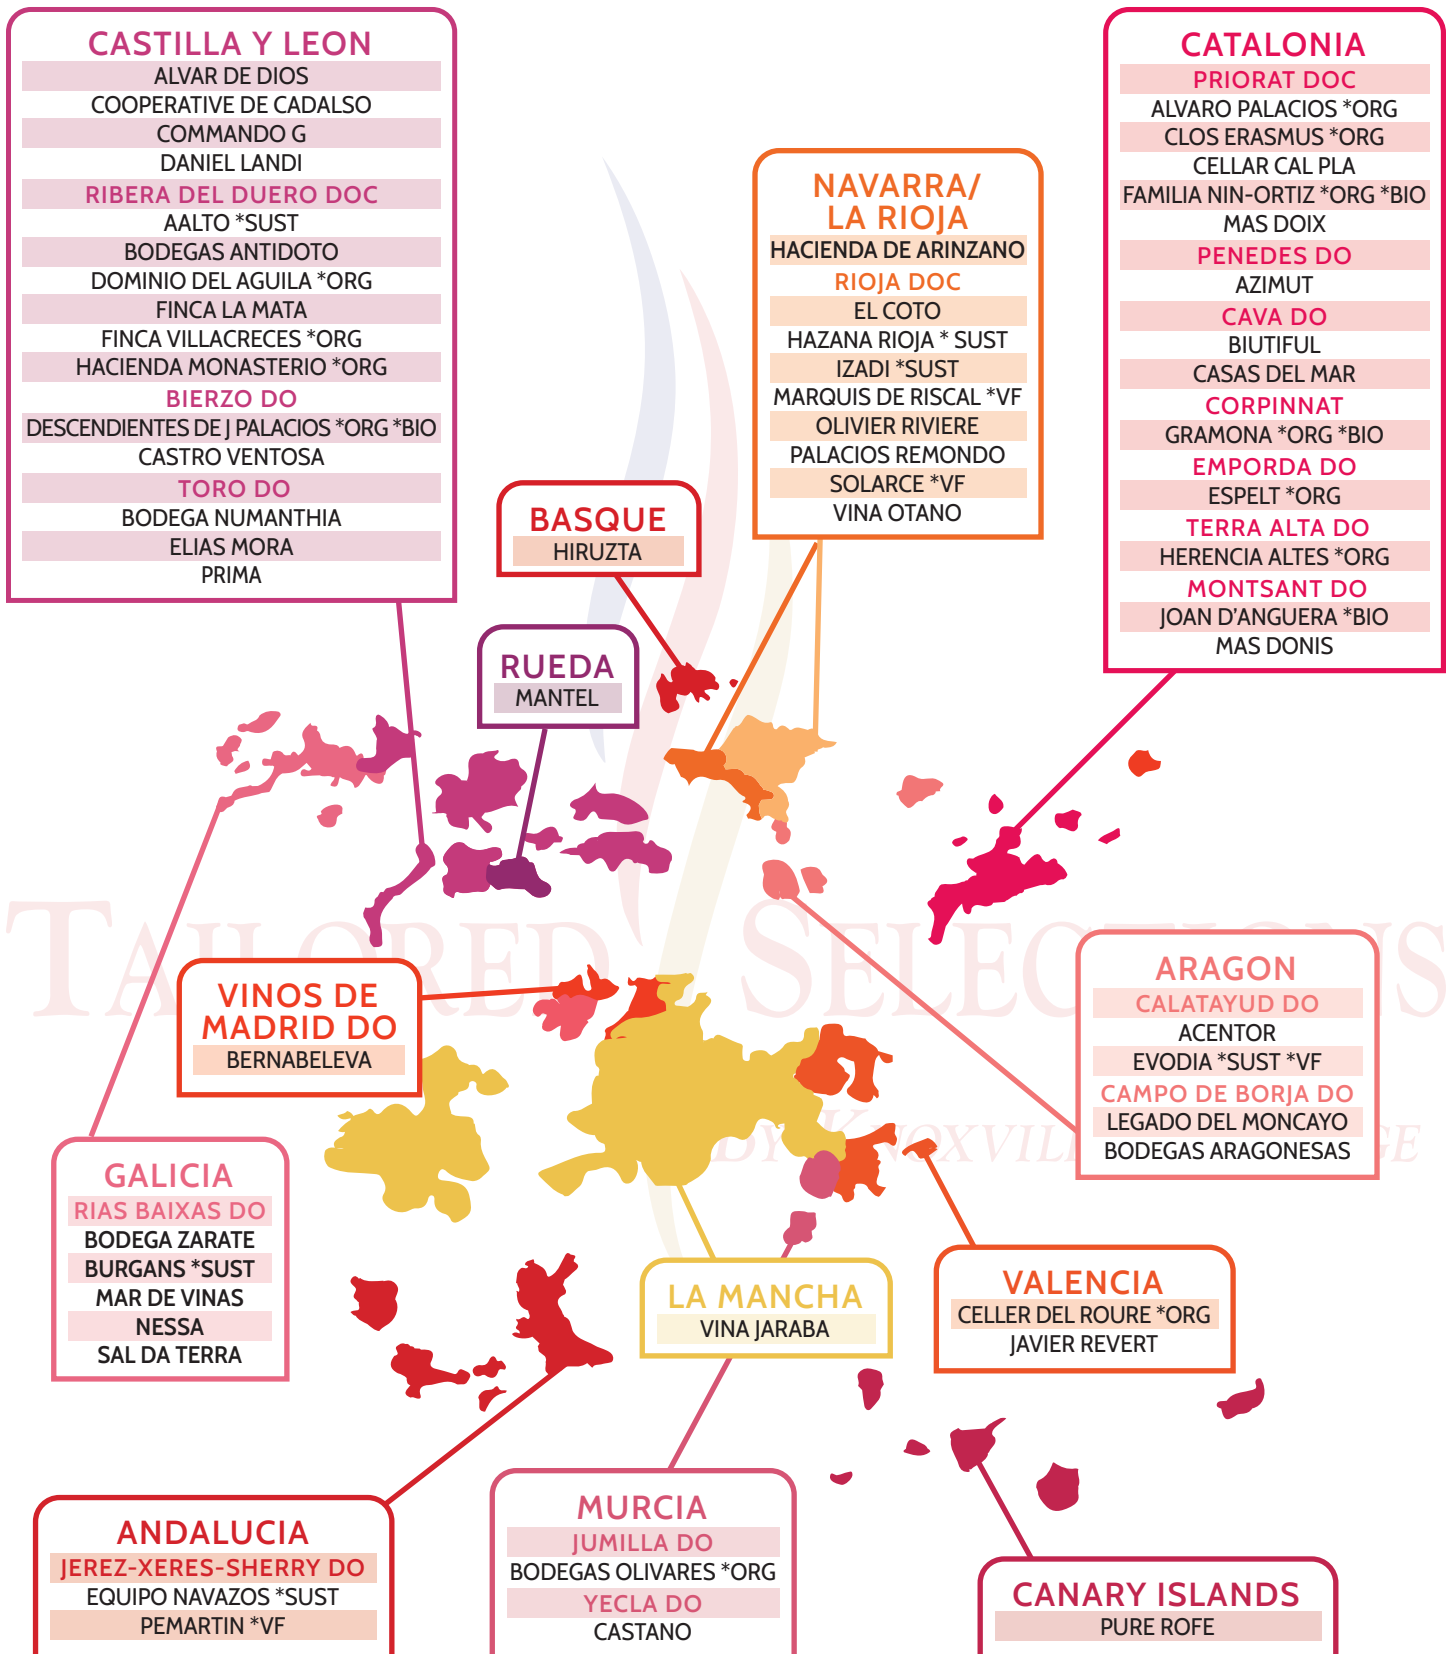 CASTILLA Y LEON
ALVAR DE DIOS
COOPERATIVE DE CADALSO
COMMANDO G
DANIEL LANDI
RIBERA DEL DUERO DOC
AALTO *SUST
BODEGAS ANTIDOTO
DOMINIO DEL AGUILA *ORG
FINCA LA MATA
FINCA VILLACRECES *ORG
HACIENDA MONASTERIO *ORG
BIERZO DO
DESCENDIENTES DE J PALACIOS *ORG *BIO
CASTRO VENTOSA
TORO DO
BODEGA NUMANTHIA
ELIAS MORA
PRIMA
BASQUE
HIRUZTA
RUEDA
MANTEL
NAVARRA/
LA RIOJA
HACIENDA DE ARINZANO
RIOJA DOC
EL COTO
HAZANA RIOJA * SUST
IZADI *SUST
MARQUIS DE RISCAL *VF
OLIVIER RIVIERE
PALACIOS REMONDO
SOLARCE *VF
VINA OTANO
CATALONIA
PRIORAT DOC
ALVARO PALACIOS *ORG
CLOS ERASMUS *ORG
CELLAR CAL PLA
FAMILIA NIN-ORTIZ *ORG *BIO
MAS DOIX
PENEDES DO
AZIMUT
CAVA DO
BIUTIFUL
CASAS DEL MAR
CORPINNAT
GRAMONA *ORG *BIO
EMPORDA DO
ESPELT *ORG
TERRA ALTA DO
HERENCIA ALTES *ORG
MONTSANT DO
JOAN D'ANGUERA *BIO
MAS DONIS
TAILORED SELECTIONS
BY
VINOS DE
MADRID DO
BERNABELEVA
ARAGON
CALATAYUD DO
ACENTOR
EVODIA *SUST *VF
CAMPO DE BORJA DO
LEGADO DEL MONCAYO
BODEGAS ARAGONESAS
GALICIA
RIAS BAIXAS DO
BODEGA ZARATE
BURGANS *SUST
MAR DE VINAS
NESSA
SAL DA TERRA
LA MANCHA
VINA JARABA
VALENCIA
CELLER DEL ROURE *ORG
JAVIER REVERT
ANDALUCIA
JEREZ-XERES-SHERRY DO
EQUIPO NAVAZOS *SUST
PEMARTIN *VF
MURCIA
JUMILLA DO
BODEGAS OLIVARES *ORG
YECLA DO
CASTANO
CANARY ISLANDS
PURE ROFE